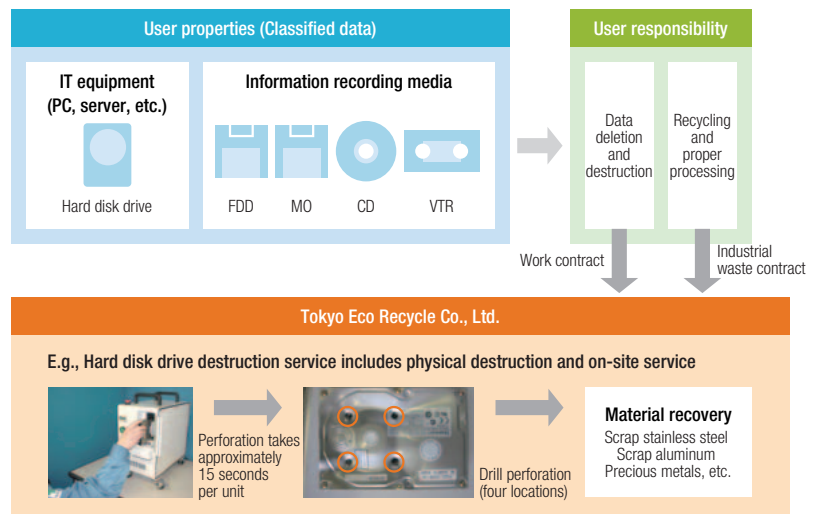 User properties (Classified data)
User responsibility
IT equipment
(PC, server, etc.)
Hard disk drive
Information recording media
FDD
MO
CD
VTR
Data
deletion
and
destruction
Recycling
and
proper
processing
Work contract
Industrial
waste contract
Tokyo Eco Recycle Co., Ltd.
E.g., Hard disk drive destruction service includes physical destruction and on-site service
Perforation takes
approximately
15 seconds
per unit
Drill perforation
(four locations)
Material recovery
Scrap stainless steel
Scrap aluminum
Precious metals, etc.